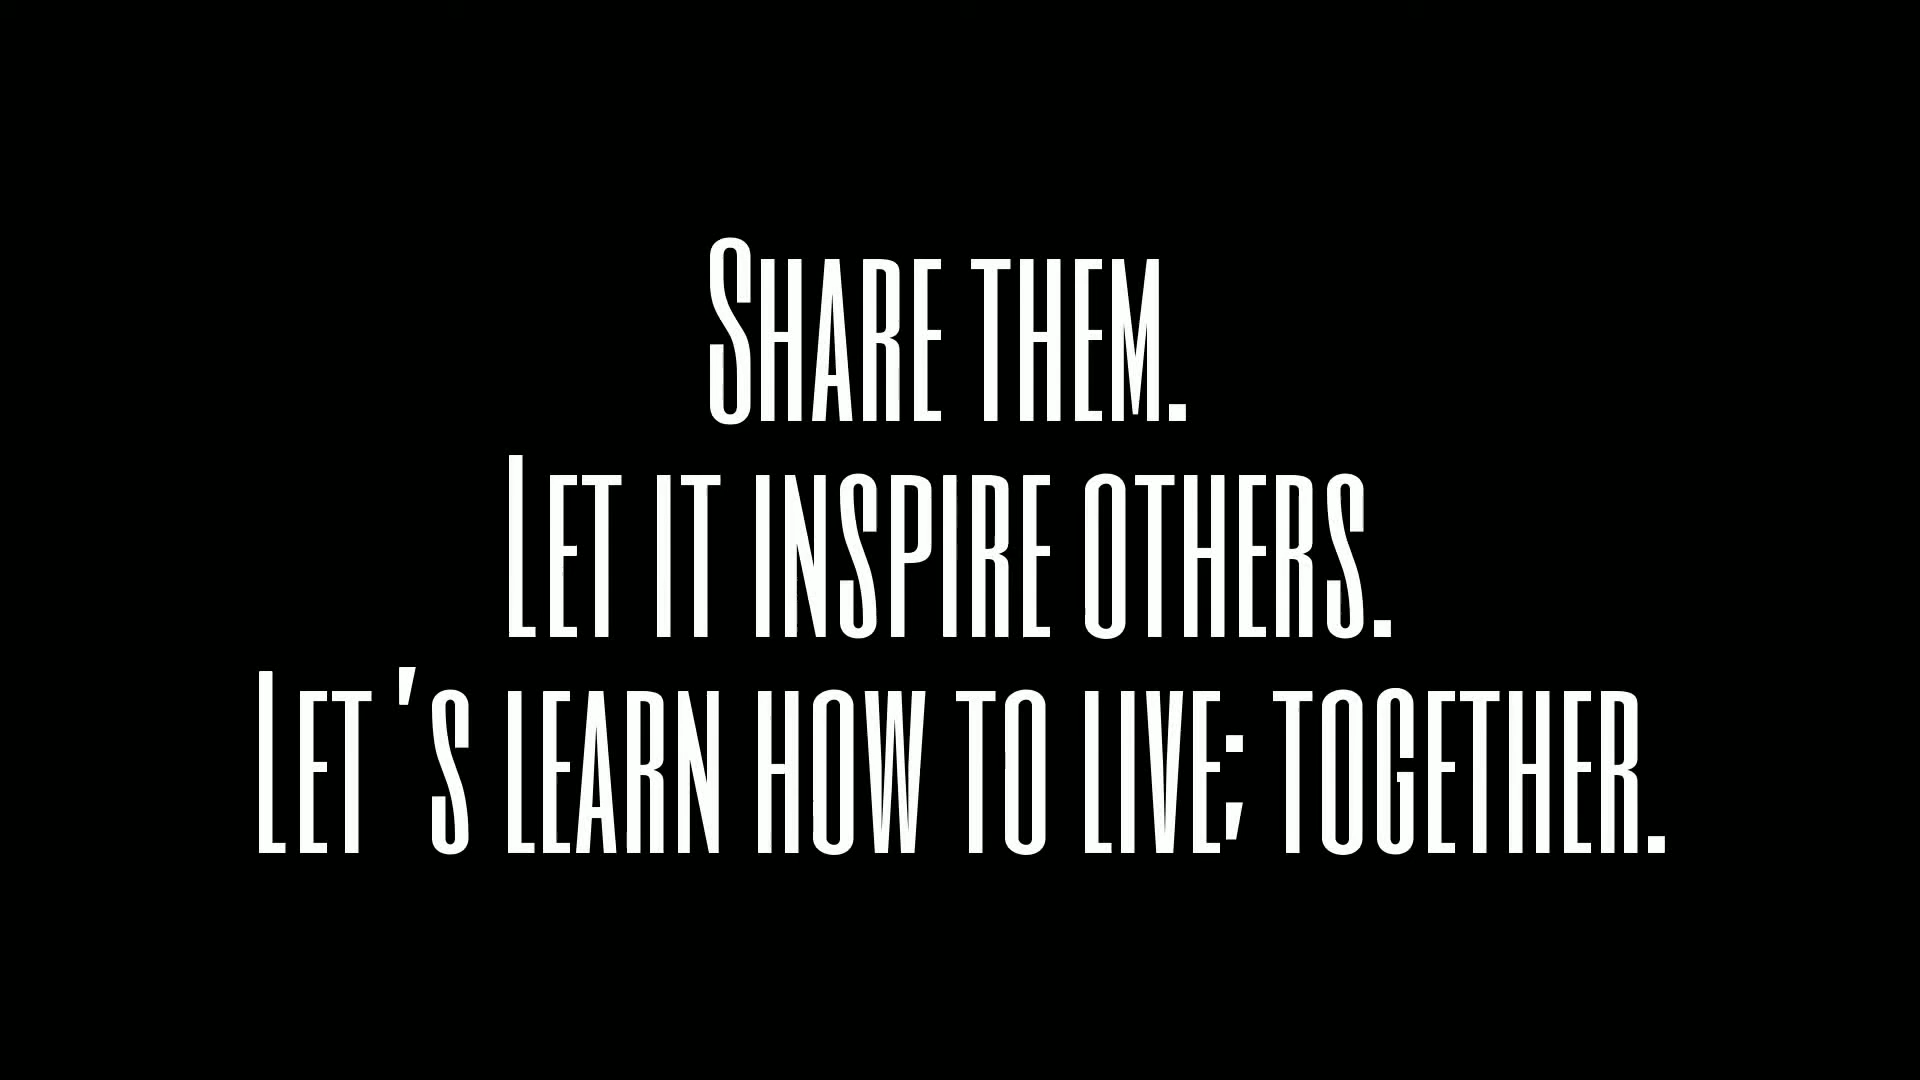 Share them.
Let it inspire others.
Let's learn how to live; together.